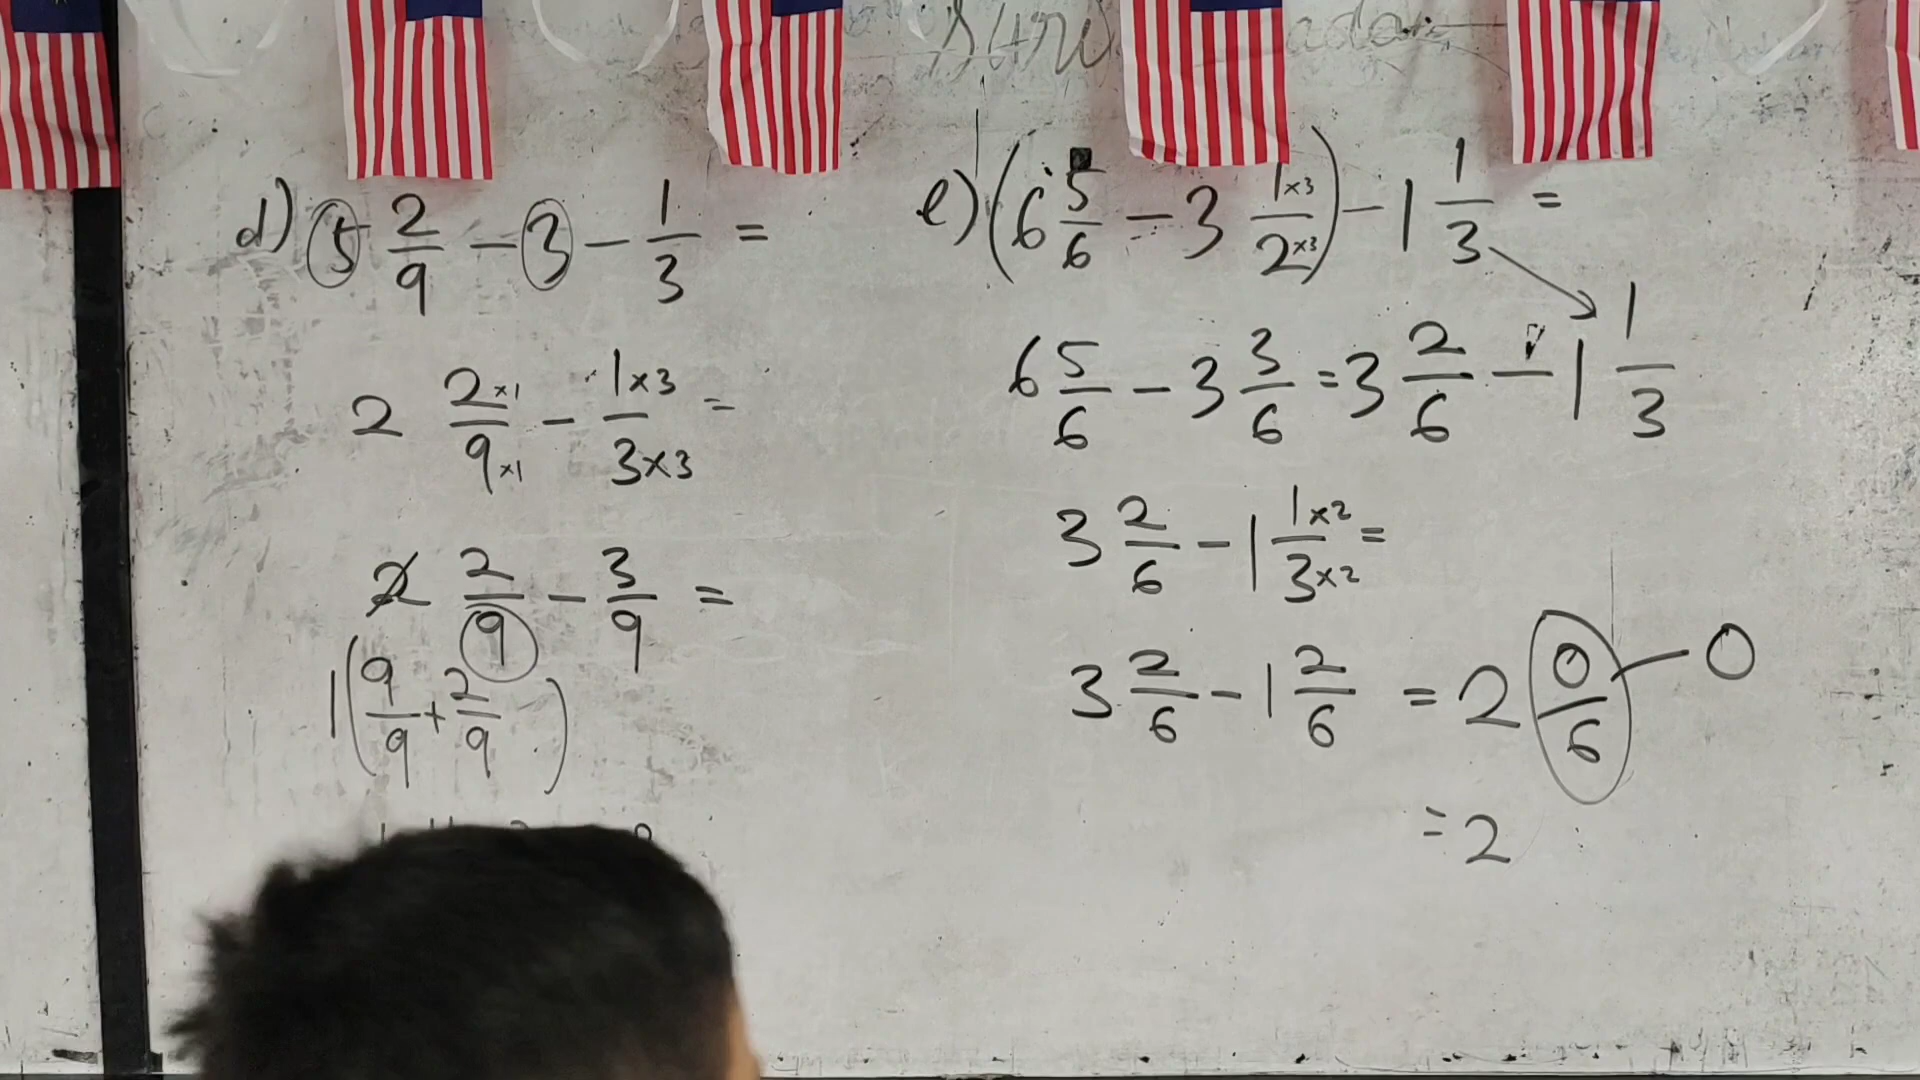 d) 5 2/9 - 3 - 1/3 =
2 2×1/9×1 - 1×3/3×3 =
2 2/9 - 3/9 =
1 (9/9 + 2/9)
e) (6 5/6 - 3 1×3/2×3) - 1 1/3 =
6 5/6 - 3 3/6 = 3 2/6 - 1 1/3
3 2/6 - 1 1×2/3×2 =
3 2/6 - 1 2/6 = 2 0/6 - 0
= 2